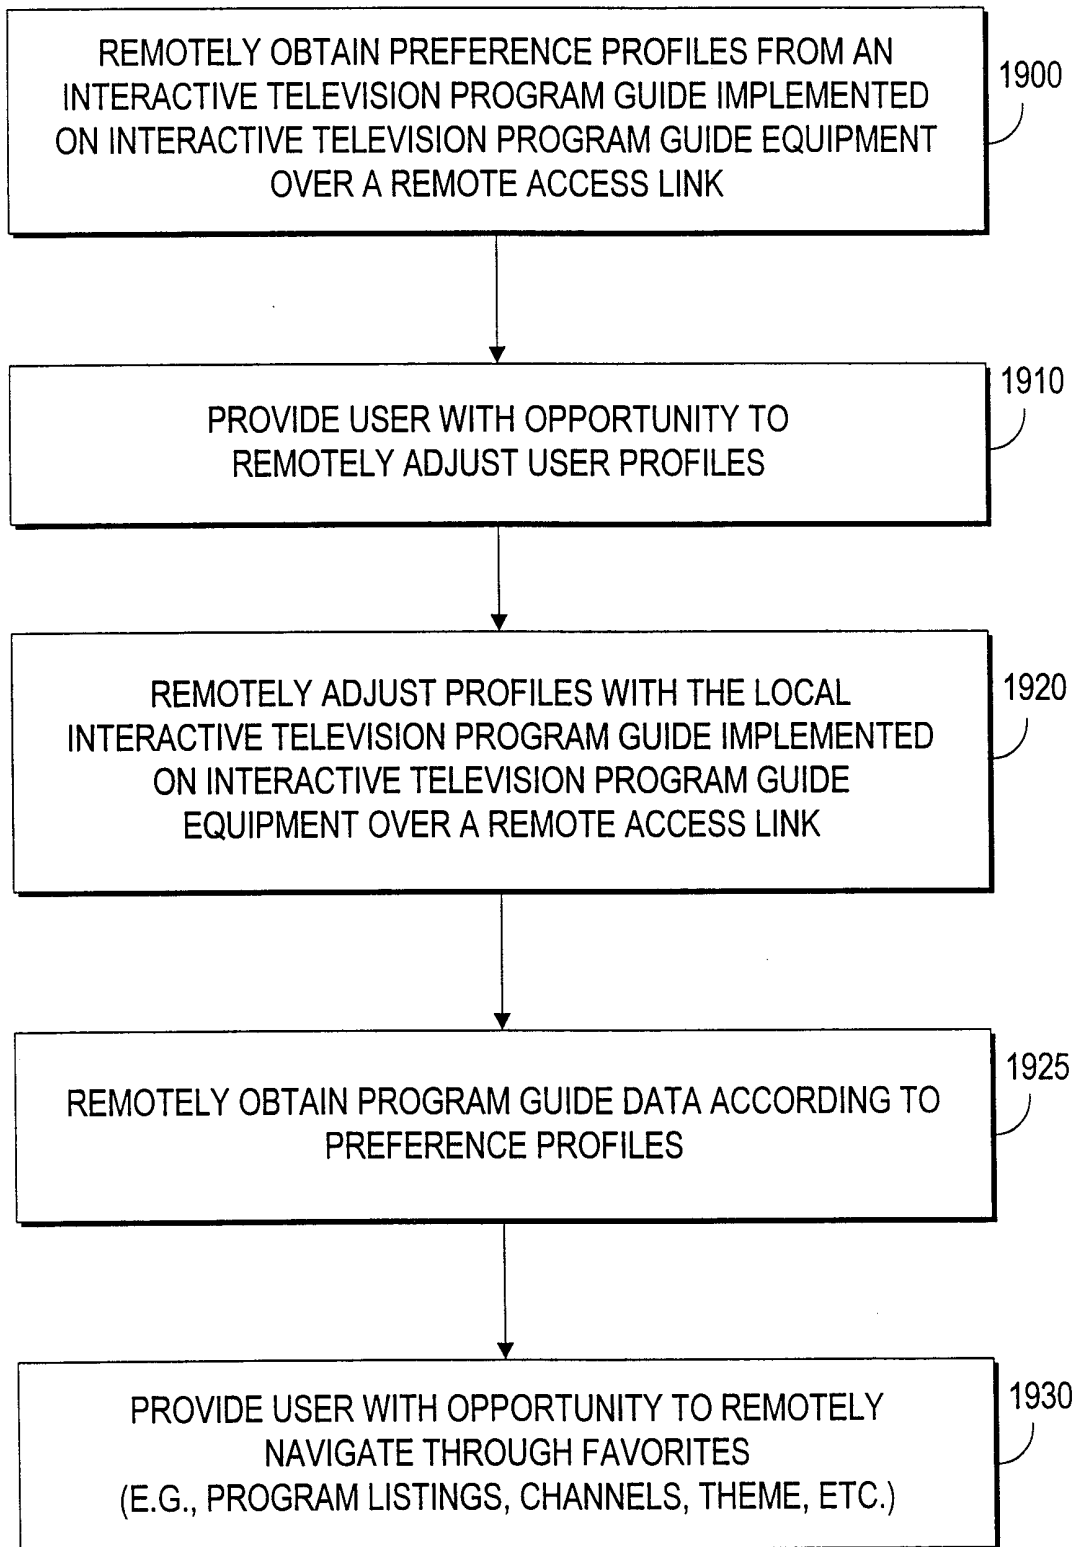 REMOTELY OBTAIN PREFERENCE PROFILES FROM AN
INTERACTIVE TELEVISION PROGRAM GUIDE IMPLEMENTED
ON INTERACTIVE TELEVISION PROGRAM GUIDE EQUIPMENT
OVER A REMOTE ACCESS LINK
1900
PROVIDE USER WITH OPPORTUNITY TO
REMOTELY ADJUST USER PROFILES
1910
REMOTELY ADJUST PROFILES WITH THE LOCAL
INTERACTIVE TELEVISION PROGRAM GUIDE IMPLEMENTED
ON INTERACTIVE TELEVISION PROGRAM GUIDE
EQUIPMENT OVER A REMOTE ACCESS LINK
1920
REMOTELY OBTAIN PROGRAM GUIDE DATA ACCORDING TO
PREFERENCE PROFILES
1925
PROVIDE USER WITH OPPORTUNITY TO REMOTELY
NAVIGATE THROUGH FAVORITES
(E.G., PROGRAM LISTINGS, CHANNELS, THEME, ETC.)
1930